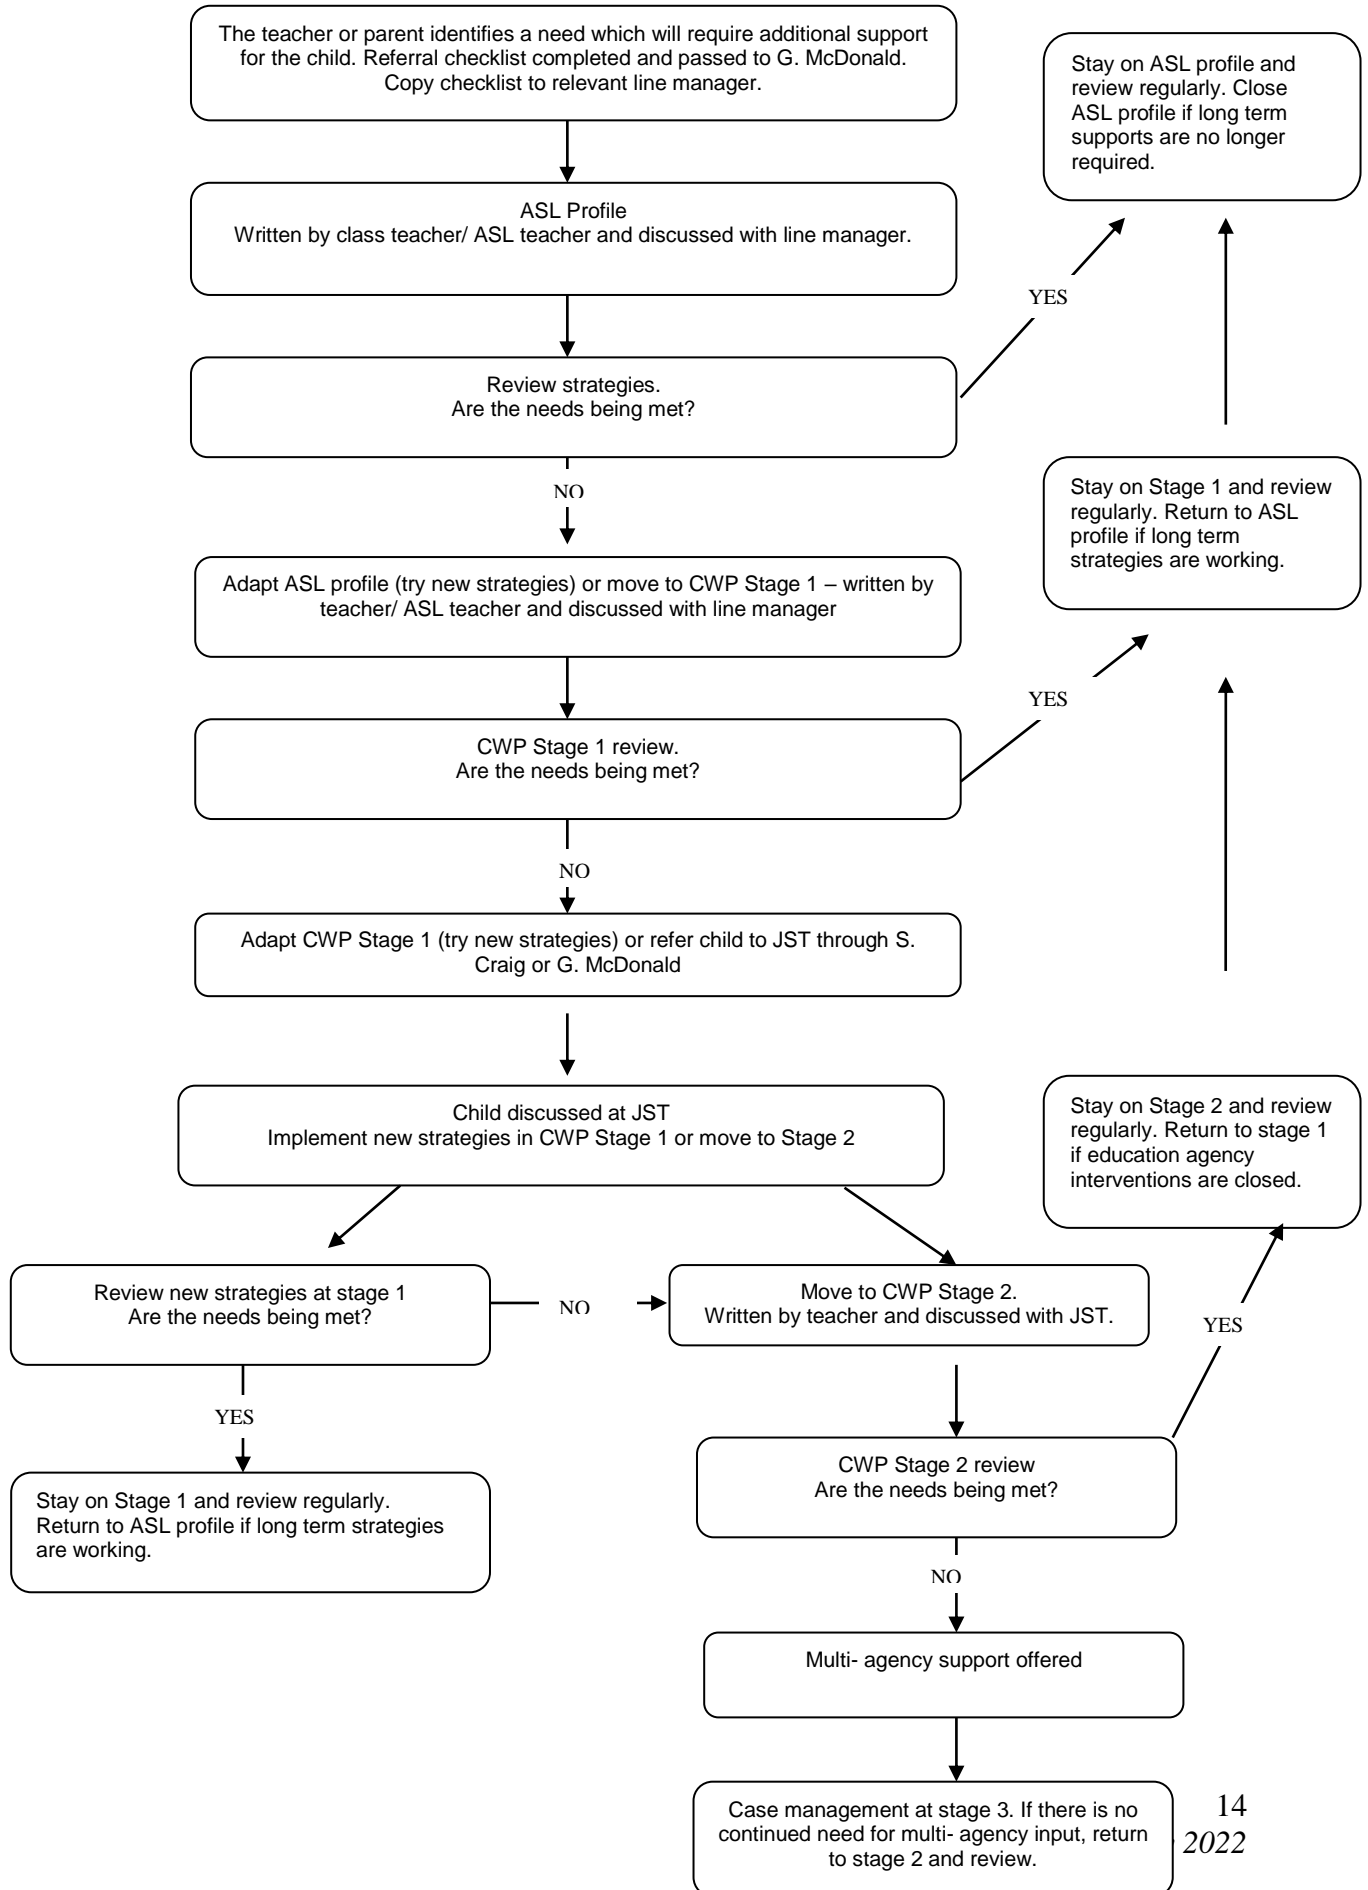 The teacher or parent identifies a need which will require additional support
for the child. Referral checklist completed and passed to G. McDonald.
Copy checklist to relevant line manager.
Stay on ASL profile and
review regularly. Close
ASL profile if long term
supports are no longer
required.
ASL Profile
Written by class teacher/ ASL teacher and discussed with line manager.
YES
Review strategies.
Are the needs being met?
NO
Stay on Stage 1 and review
regularly. Return to ASL
profile if long term
strategies are working.
Adapt ASL profile (try new strategies) or move to CWP Stage 1 – written by
teacher/ ASL teacher and discussed with line manager
YES
CWP Stage 1 review.
Are the needs being met?
NO
Adapt CWP Stage 1 (try new strategies) or refer child to JST through S.
Craig or G. McDonald
Child discussed at JST
Implement new strategies in CWP Stage 1 or move to Stage 2
Stay on Stage 2 and review
regularly. Return to stage 1
if education agency
interventions are closed.
Review new strategies at stage 1
Are the needs being met?
NO
Move to CWP Stage 2.
Written by teacher and discussed with JST.
YES
YES
CWP Stage 2 review
Are the needs being met?
Stay on Stage 1 and review regularly.
Return to ASL profile if long term strategies
are working.
NO
Multi- agency support offered
Case management at stage 3. If there is no
continued need for multi- agency input, return
to stage 2 and review.
14
2022